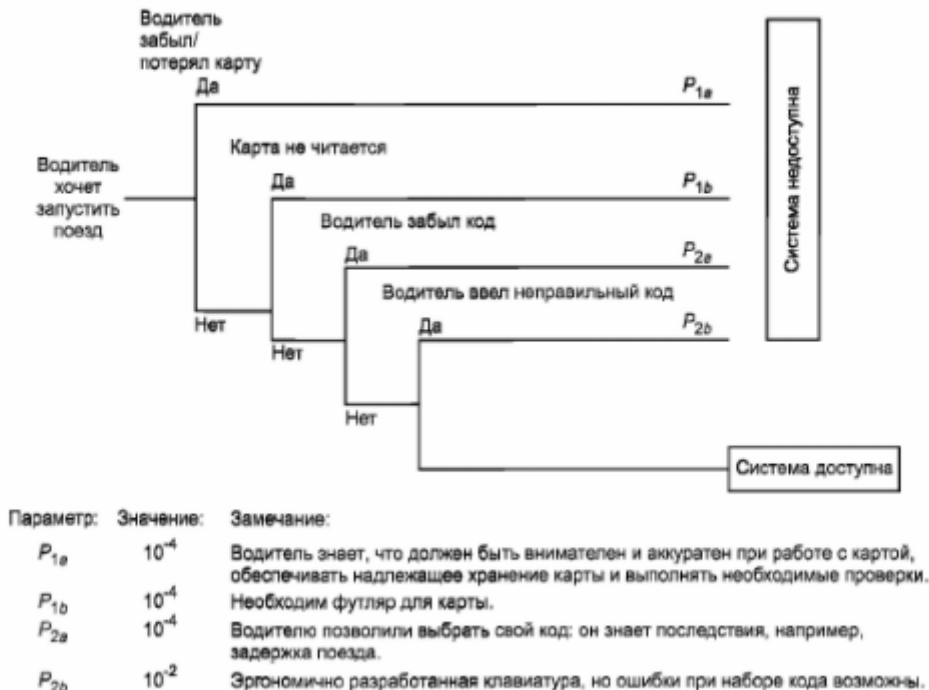 Водитель
забыл/
потерял карту
Да
P1a
Карта не читается
Водитель
хочет
запустить
поезд
Да
P1b
Водитель забыл код
Да
P2a
Водитель ввел неправильный код
Нет
Да
P2b
Нет
Нет
Система недоступна
Система доступна
Параметр: Значение: Замечание:
P1a 10-4 Водитель знает, что должен быть внимателен и аккуратен при работе с картой,
обеспечивать надлежащее хранение карты и выполнять необходимые проверки.
P1b 10-4 Необходим футляр для карты.
P2a 10-4 Водителю позволили выбрать свой код: он знает последствия, например,
задержка поезда.
P2b 10-2 Эргономично разработанная клавиатура, но ошибки при наборе кода возможны.